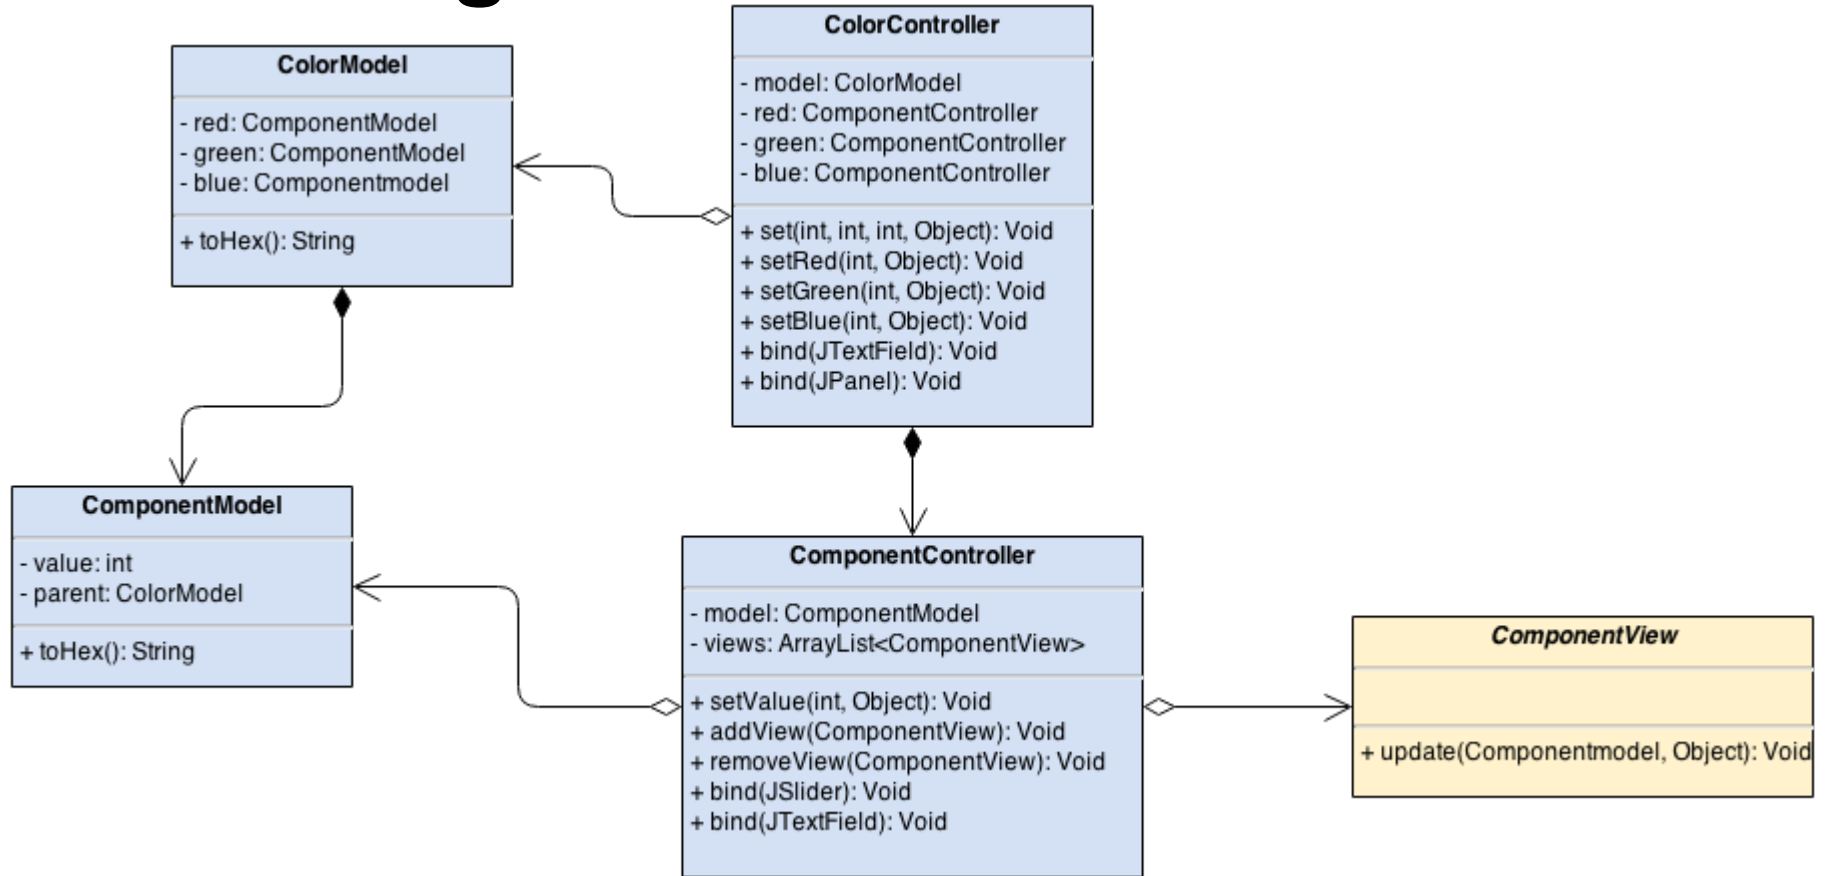 ColorModel
- red: ComponentModel
- green: ComponentModel
- blue: Componentmodel
+ toHex(): String
ColorController
- model: ColorModel
- red: ComponentController
- green: ComponentController
- blue: ComponentController
+ set(int, int, int, Object): Void
+ setRed(int, Object): Void
+ setGreen(int, Object): Void
+ setBlue(int, Object): Void
+ bind(JTextField): Void
+ bind(JPanel): Void
ComponentModel
- value: int
- parent: ColorModel
+ toHex(): String
ComponentController
- model: ComponentModel
- views: ArrayList<ComponentView>
+ setValue(int, Object): Void
+ addView(ComponentView): Void
+ removeView(ComponentView): Void
+ bind(JSlider): Void
+ bind(JTextField): Void
ComponentView
+ update(Componentmodel, Object): Void